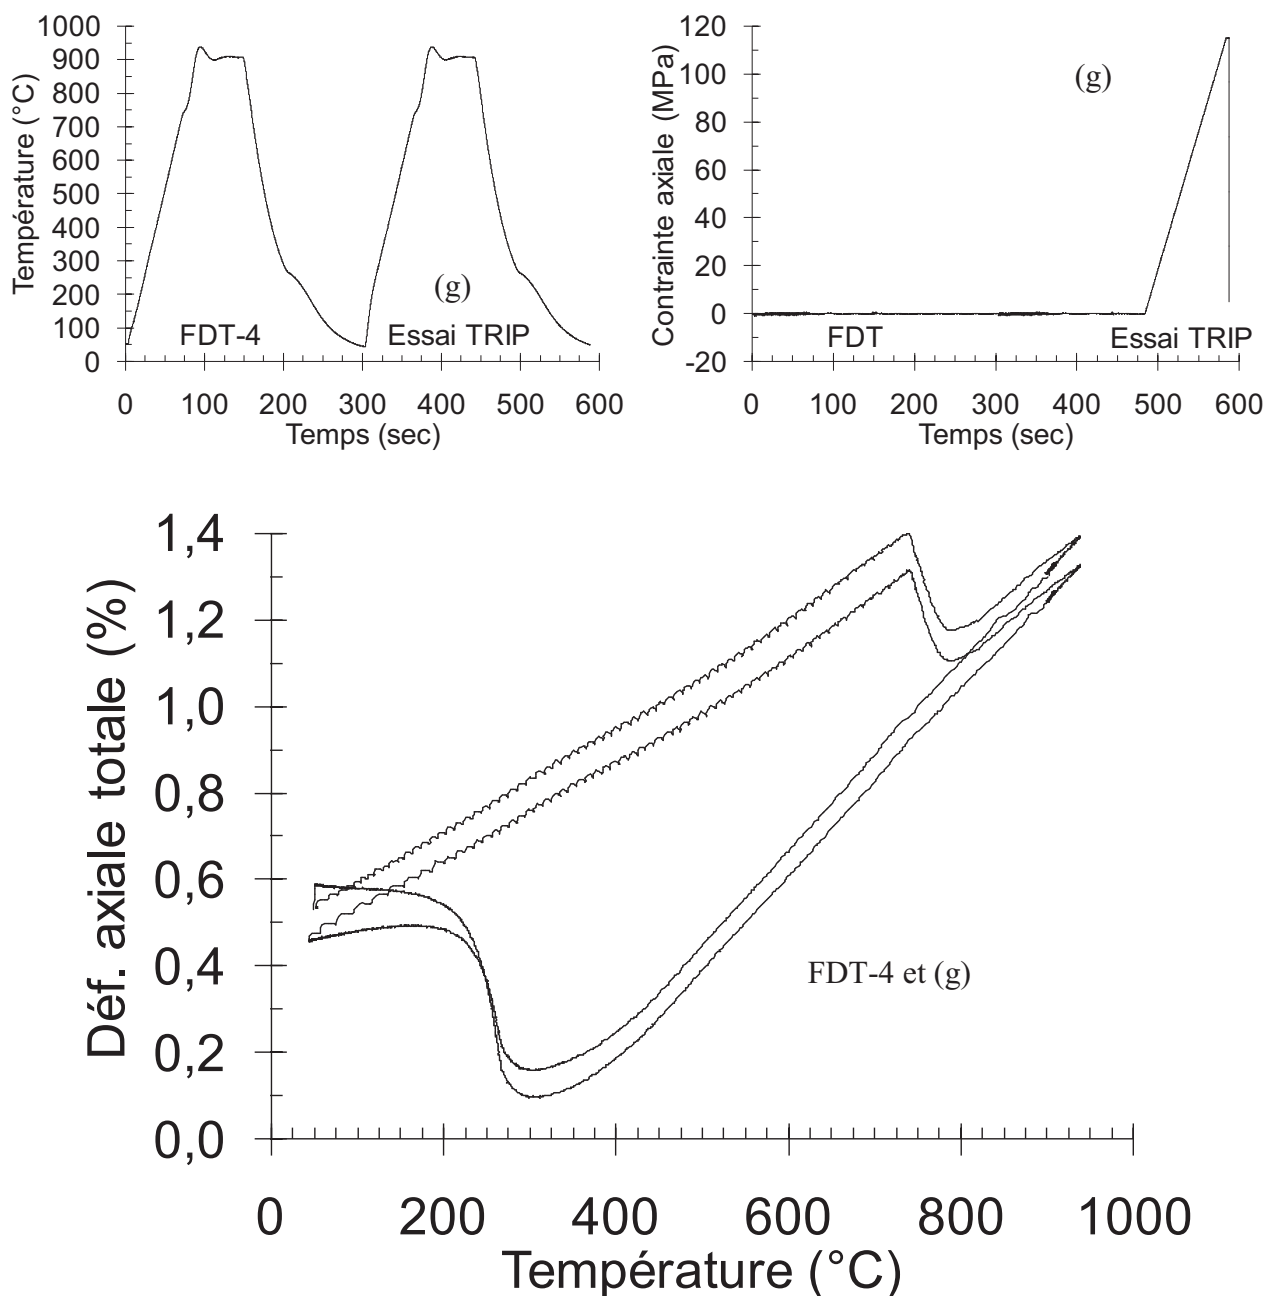 1000
900
800
700
600
500
400
300
200
100
0
Température (°C)
(g)
FDT-4 Essai TRIP
0 100 200 300 400 500 600
Temps (sec)
120
100
80
60
40
20
0
-20
Contrainte axiale (MPa)
(g)
FDT Essai TRIP
0 100 200 300 400 500 600
Temps (sec)
1,4
1,2
1,0
0,8
0,6
0,4
0,2
0,0
Déf. axiale totale (%)
FDT-4 et (g)
0 200 400 600 800 1000
Température (°C)